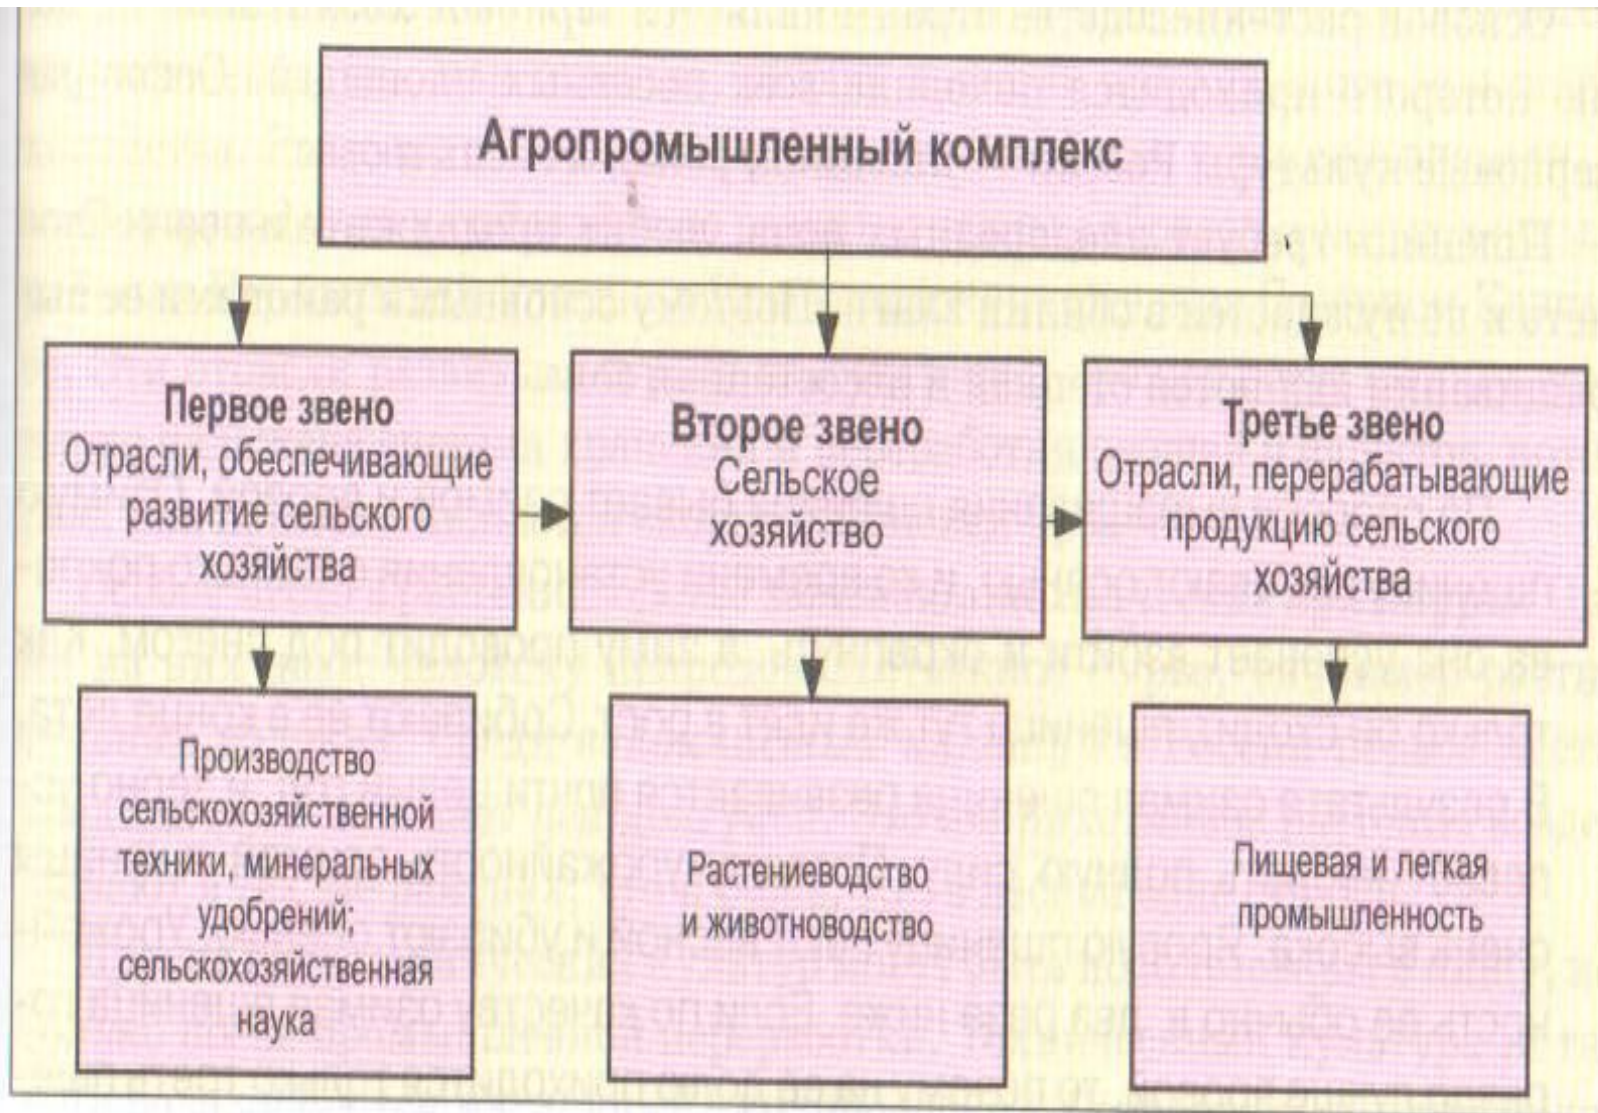 Агропромышленный комплекс
Первое звено
Отрасли, обеспечивающие
развитие сельского
хозяйства
Второе звено
Сельское
хозяйство
Третье звено
Отрасли, перерабатывающие
продукцию сельского
хозяйства
Производство
сельскохозяйственной
техники, минеральных
удобрений;
сельскохозяйственная
наука
Растениеводство
и животноводство
Пищевая и легкая
промышленность